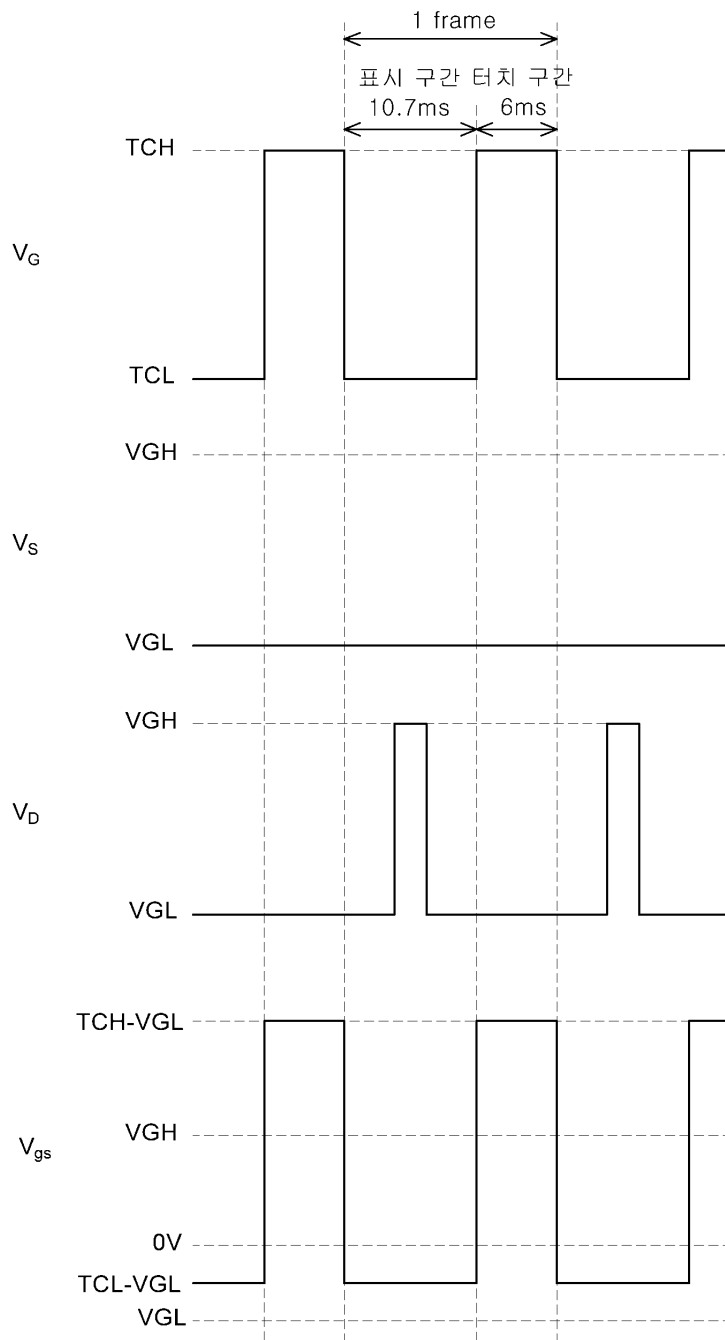 1 frame
표시 구간 터치 구간
10.7ms 6ms
TCH
VG
TCL
VGH
VS
VGL
VGH
VD
VGL
TCH-VGL
VGH
Vgs
0V
TCL-VGL
VGL